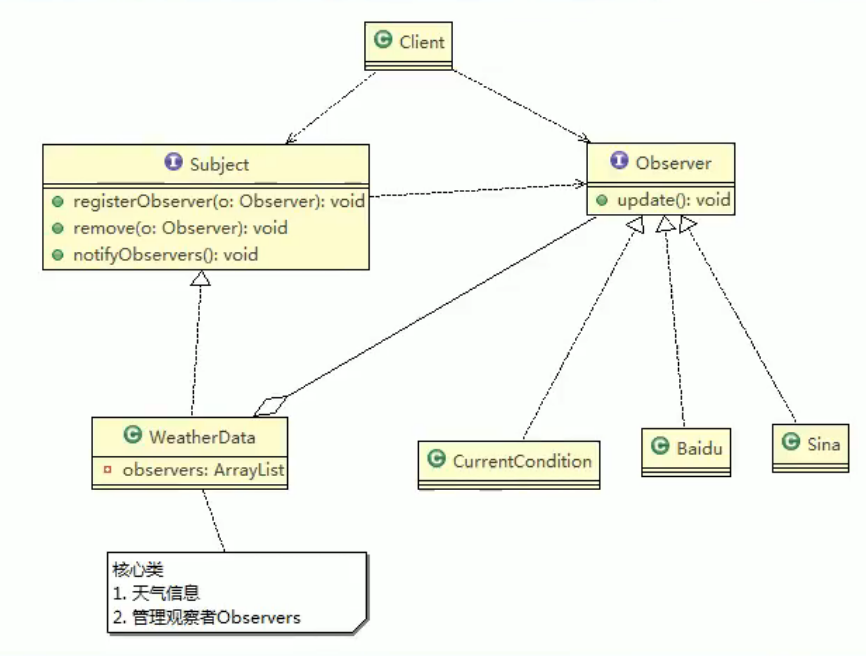 Client
Subject
registerObserver(o: Observer): void
remove(o: Observer): void
notifyObservers(): void
Observer
update(): void
WeatherData
observers: ArrayList
CurrentCondition
Baidu
Sina
核心类
1. 天气信息
2. 管理观察者Observers